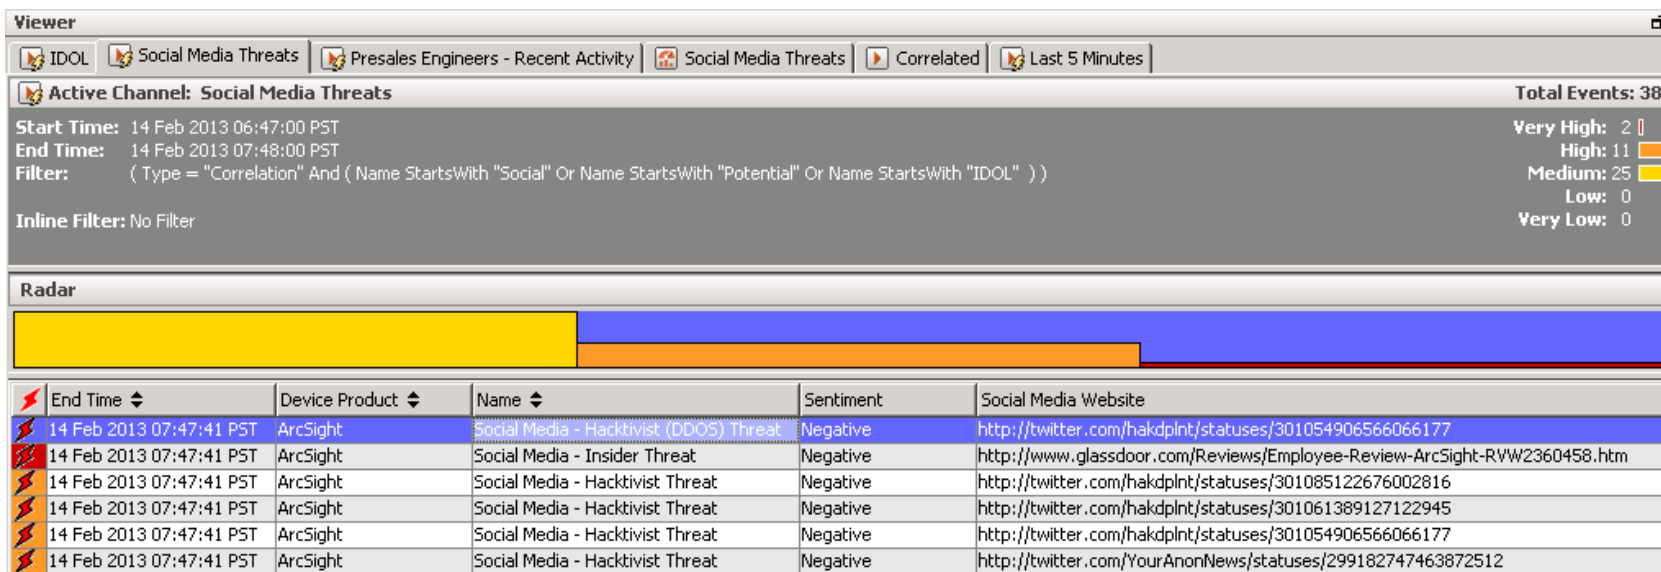 Viewer
IDOL Social Media Threats Presales Engineers - Recent Activity Social Media Threats Correlated Last 5 Minutes
Active Channel: Social Media Threats Total Events: 38
Start Time: 14 Feb 2013 06:47:00 PST Very High: 2
End Time: 14 Feb 2013 07:48:00 PST High: 11
Filter: ( Type = "Correlation" And ( Name StartsWith "Social" Or Name StartsWith "Potential" Or Name StartsWith "IDOL" ) ) Medium: 25
Low: 0
Inline Filter: No Filter Very Low: 0
Radar
End Time Device Product Name Sentiment Social Media Website
14 Feb 2013 07:47:41 PST ArcSight Social Media - Hacktivist (DDOS) Threat Negative http://twitter.com/hakdplnt/statuses/301054906566066177
14 Feb 2013 07:47:41 PST ArcSight Social Media - Insider Threat Negative http://www.glassdoor.com/Reviews/Employee-Review-ArcSight-RVW2360458.htm
14 Feb 2013 07:47:41 PST ArcSight Social Media - Hacktivist Threat Negative http://twitter.com/hakdplnt/statuses/301085122676002816
14 Feb 2013 07:47:41 PST ArcSight Social Media - Hacktivist Threat Negative http://twitter.com/hakdplnt/statuses/301061389127122945
14 Feb 2013 07:47:41 PST ArcSight Social Media - Hacktivist Threat Negative http://twitter.com/hakdplnt/statuses/301054906566066177
14 Feb 2013 07:47:41 PST ArcSight Social Media - Hacktivist Threat Negative http://twitter.com/YourAnonNews/statuses/299182747463872512